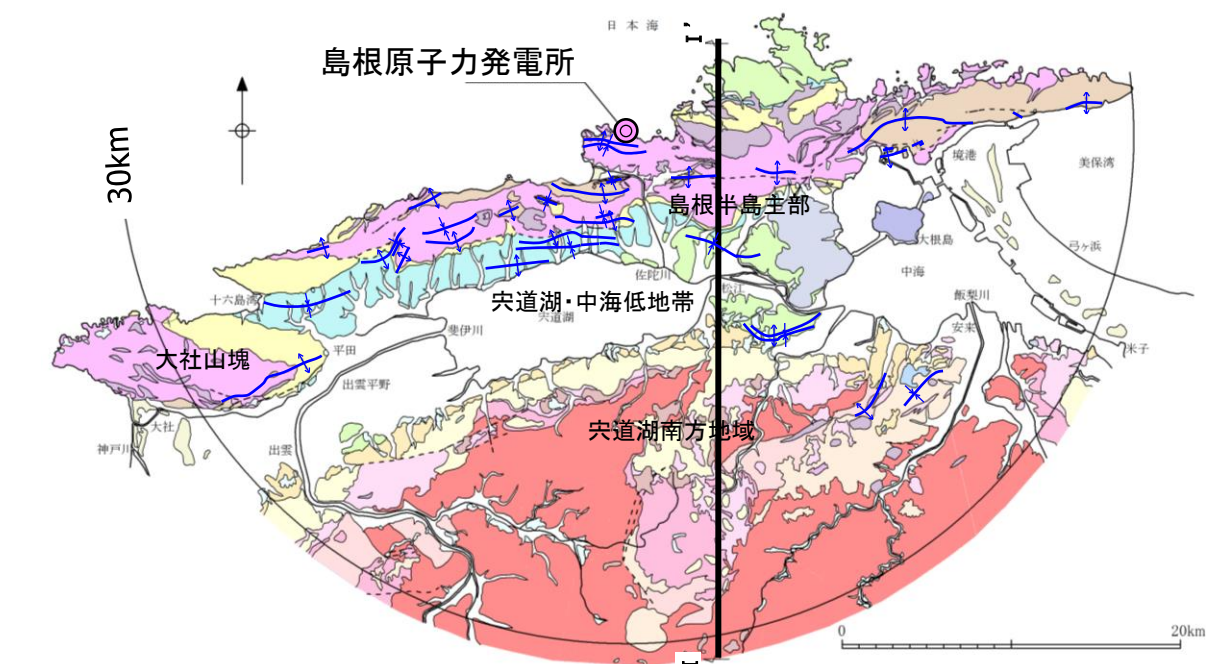 日本海
I'
島根原子力発電所
30km
境港
美保湾
島根半島主部
大根島
弓ヶ浜
佐陀川
中海
十六島湾
松江
飯梨川
宍道湖・中海低地帯
宍道湖
斐伊川
安来
米子
平田
大社山塊
出雲平野
大社
宍道湖南方地域
神戸川
出雲
0
20km
I